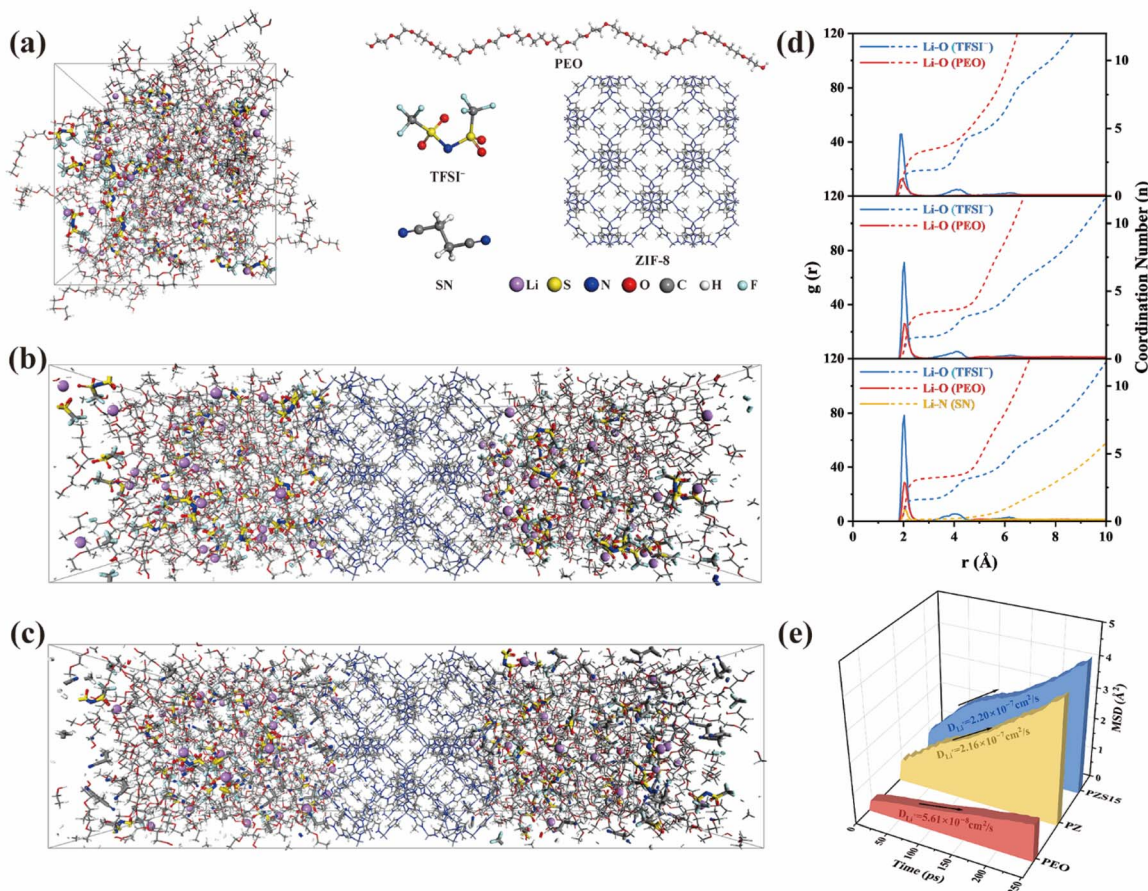 (a)
PEO
TFSI⁻
SN
ZIF-8
Li S N O C H F
(b)
(c)
(d)
120
80
40
120
80
40
120
80
40
0
10
5
0
10
5
0
10
5
0
Li-O (TFSI⁻)
Li-O (PEO)
Li-O (TFSI⁻)
Li-O (PEO)
Li-O (TFSI⁻)
Li-O (PEO)
Li-N (SN)
g (r)
Coordination Number (n)
0 2 4 6 8 10
r (Å)
(e)
5
4
3
2
1
0
MSD (Å²)
D_Li⁺=2.20×10⁻⁷cm²/s
D_Li⁺=2.16×10⁻⁷cm²/s
D_Li⁺=5.61×10⁻⁸cm²/s
PZS15
PZ
PEO
0 50 100 150 200 250
Time (ps)